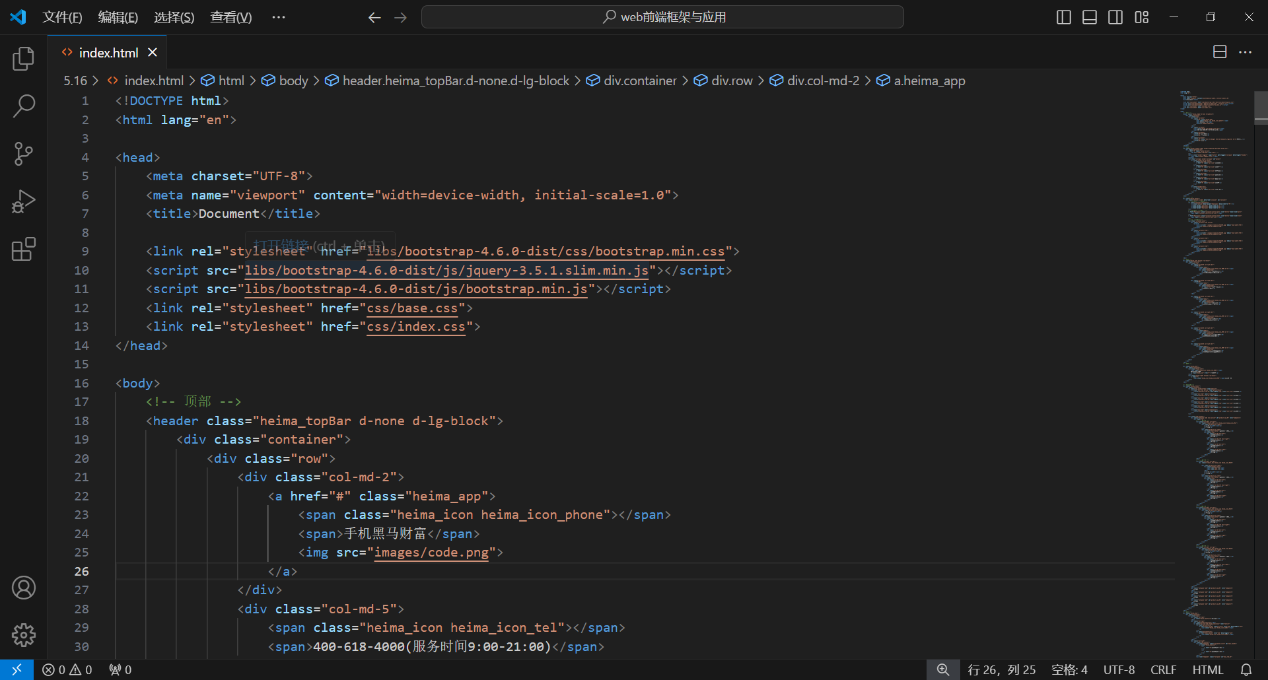 文件(F) 编辑(E) 选择(S) 查看(V) ··· web前端框架与应用
index.html
5.16 > index.html > html > body > header.heima_topBar.d-none.d-lg-block > div.container > div.row > div.col-md-2 > a.heima_app
1 <!DOCTYPE html>
2 <html lang="en">
3
4 <head>
5 <meta charset="UTF-8">
6 <meta name="viewport" content="width=device-width, initial-scale=1.0">
7 <title>Document</title>
8
打开链接 (ctrl + 单击)
9 <link rel="stylesheet" href="libs/bootstrap-4.6.0-dist/css/bootstrap.min.css">
10 <script src="libs/bootstrap-4.6.0-dist/js/jquery-3.5.1.slim.min.js"></script>
11 <script src="libs/bootstrap-4.6.0-dist/js/bootstrap.min.js"></script>
12 <link rel="stylesheet" href="css/base.css">
13 <link rel="stylesheet" href="css/index.css">
14 </head>
15
16 <body>
17 <!-- 顶部 -->
18 <header class="heima_topBar d-none d-lg-block">
19 <div class="container">
20 <div class="row">
21 <div class="col-md-2">
22 <a href="#" class="heima_app">
23 <span class="heima_icon heima_icon_phone"></span>
24 <span>手机黑马财富</span>
25 <img src="images/code.png">
26 </a>
27 </div>
28 <div class="col-md-5">
29 <span class="heima_icon heima_icon_tel"></span>
30 <span>400-618-4000(服务时间9:00-21:00)</span>
0 0 0 行 26，列 25 空格: 4 UTF-8 CRLF HTML